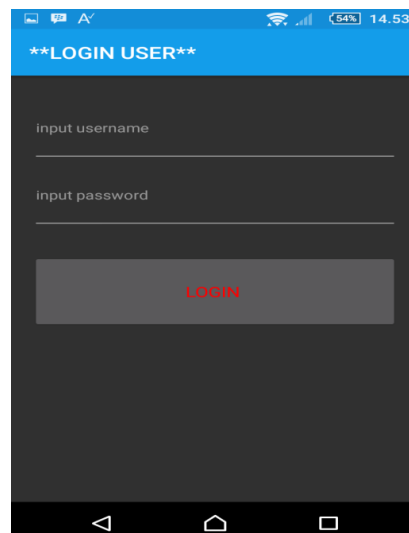 54% 14.53
**LOGIN USER**
input username
input password
LOGIN